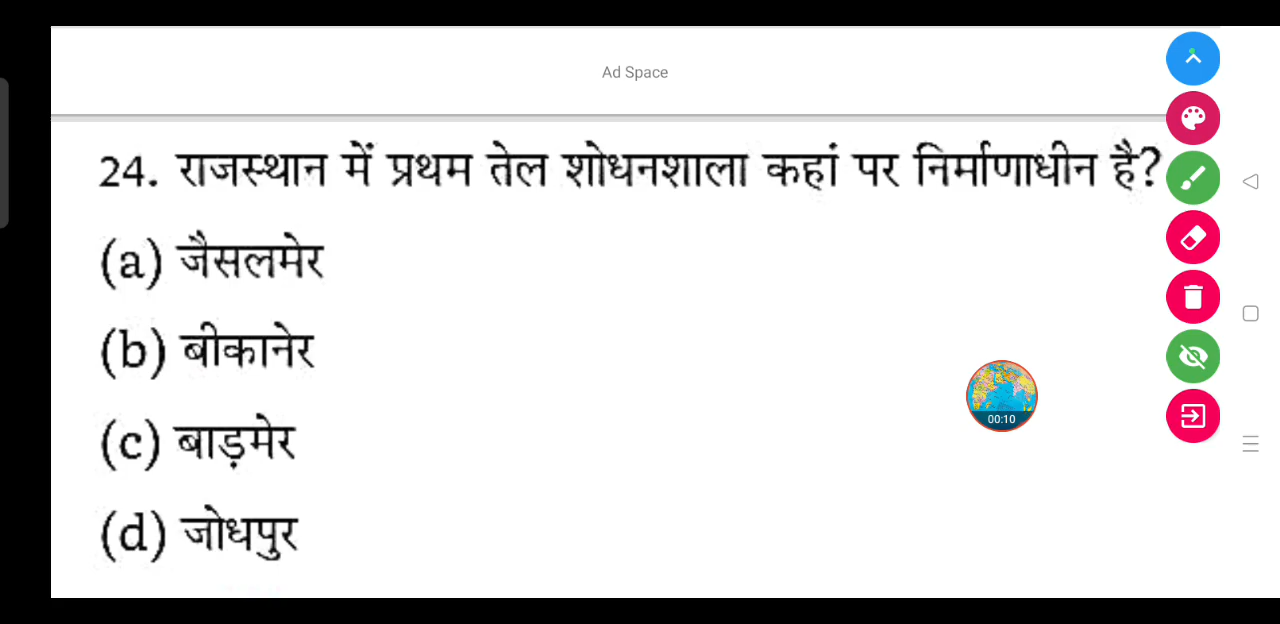 Ad Space
24. राजस्थान में प्रथम तेल शोधनशाला कहां पर निर्माणाधीन है?
(a) जैसलमेर
(b) बीकानेर
(c) बाड़मेर
(d) जोधपुर
00:10